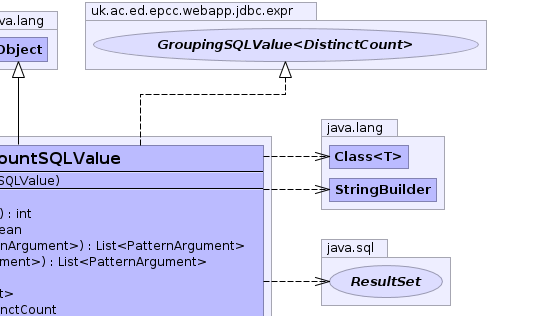 va.lang
Object
uk.ac.ed.epcc.webapp.jdbc.expr
GroupingSQLValue<DistinctCount>
ountSQLValue
SQLValue)
) : int
ean
nArgument>) : List<PatternArgument>
ment>) : List<PatternArgument>
t>
nctCount
java.lang
Class<T>
StringBuilder
java.sql
ResultSet